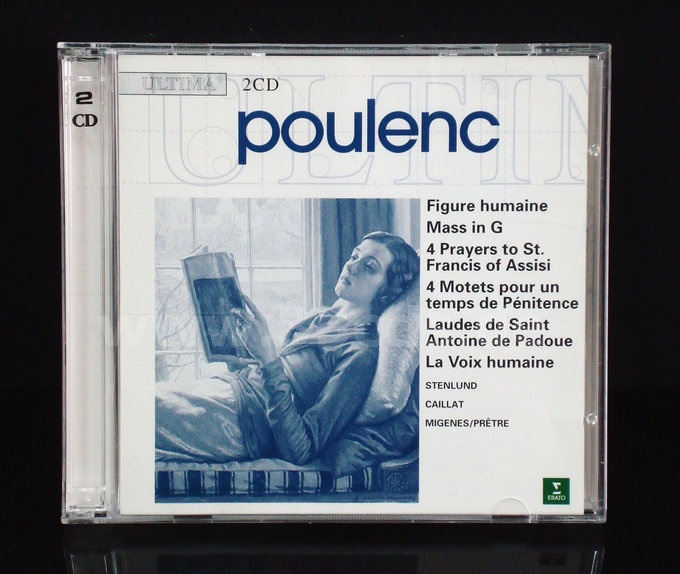 2
CD
ULTIMA 2CD
ULTIM
poulenc
Figure humaine
Mass in G
4 Prayers to St.
Francis of Assisi
4 Motets pour un
temps de Pénitence
Laudes de Saint
Antoine de Padoue
La Voix humaine
STENLUND
CAILLAT
MIGENES/PRÊTRE
ERATO